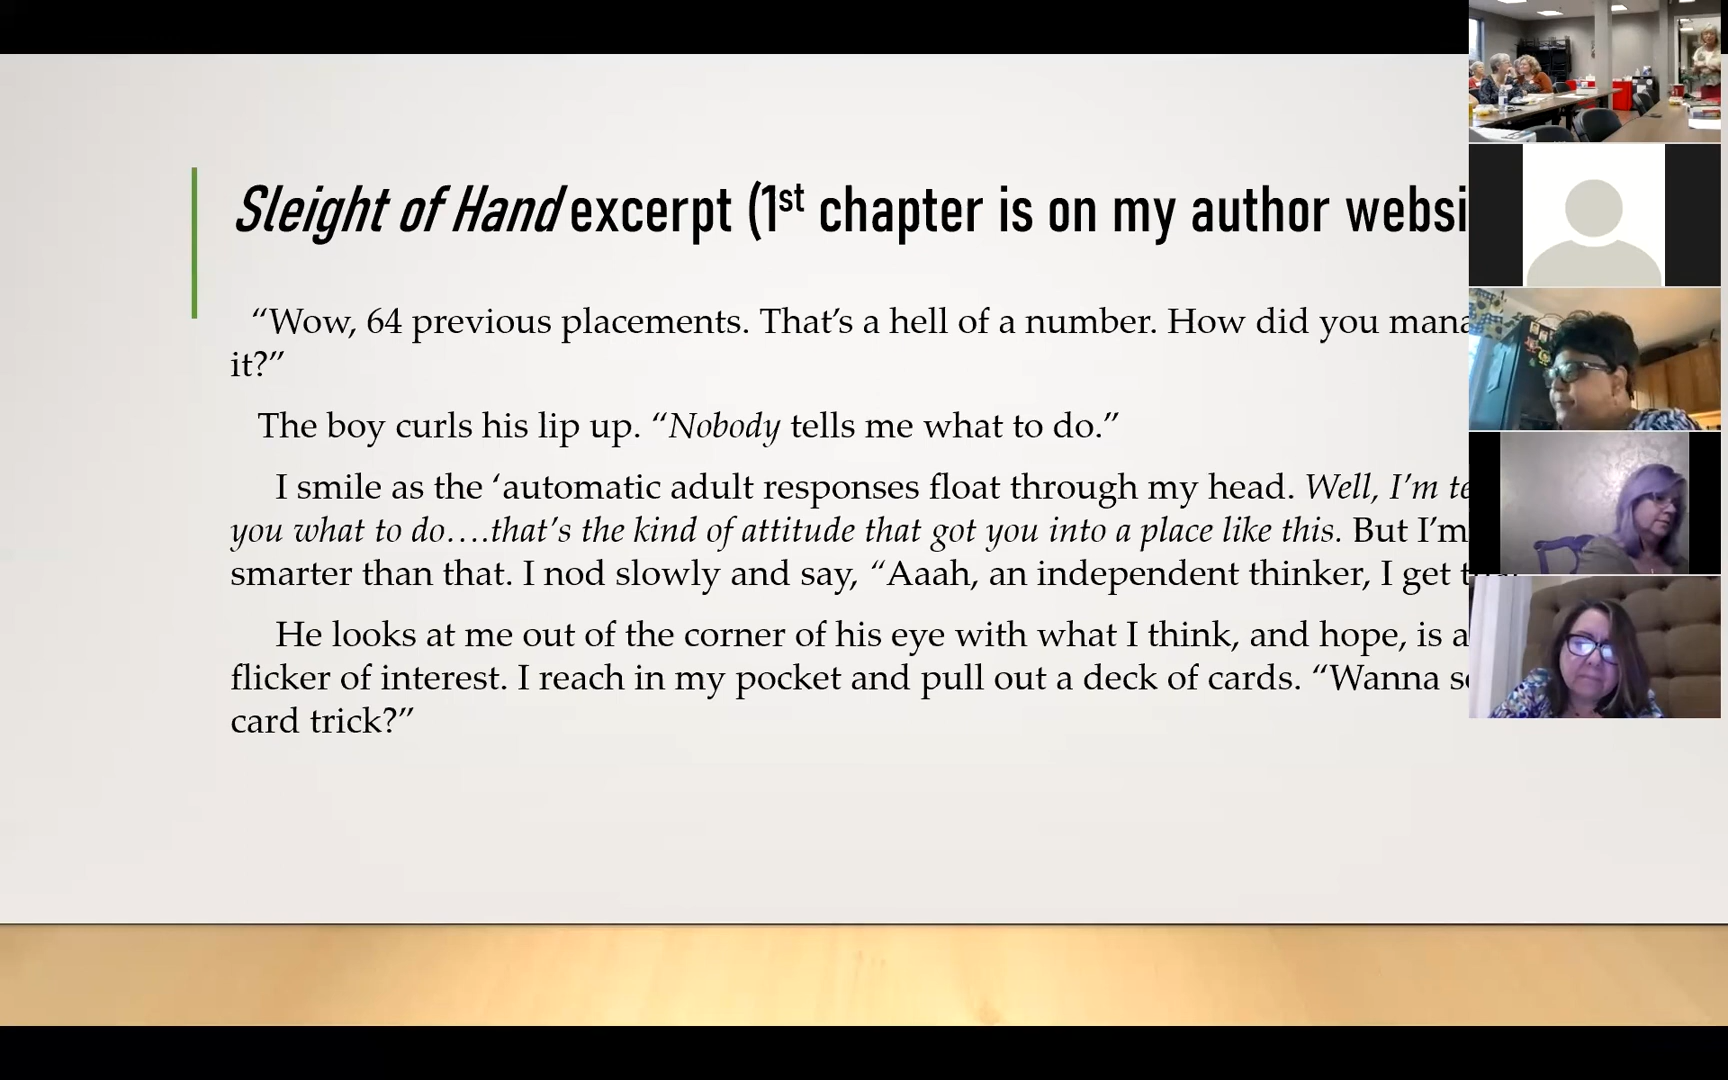 Sleight of Hand excerpt (1st chapter is on my author
“Wow, 64 previous placements. That’s a hell of a number. How did you
it?”
The boy curls his lip up. “Nobody tells me what to do.”
I smile as the ‘automatic adult responses float through my head. Well, I’m
you what to do….that’s the kind of attitude that got you into a place like this. But I’m
smarter than that. I nod slowly and say, “Aaah, an independent thinker, I get
He looks at me out of the corner of his eye with what I think, and hope, is a
flicker of interest. I reach in my pocket and pull out a deck of cards. “Wanna
card trick?”